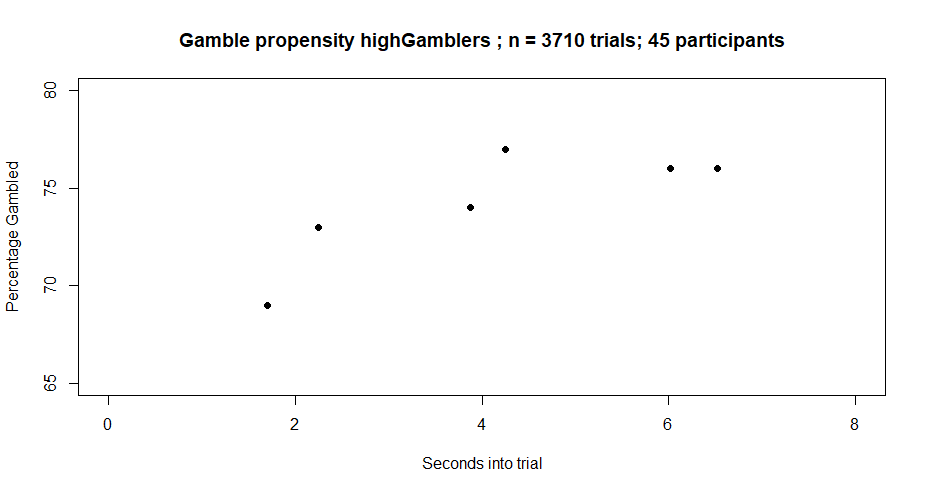 Gamble propensity highGamblers ; n = 3710 trials; 45 participants
Percentage Gambled
80
75
70
65
0 2 4 6 8
Seconds into trial